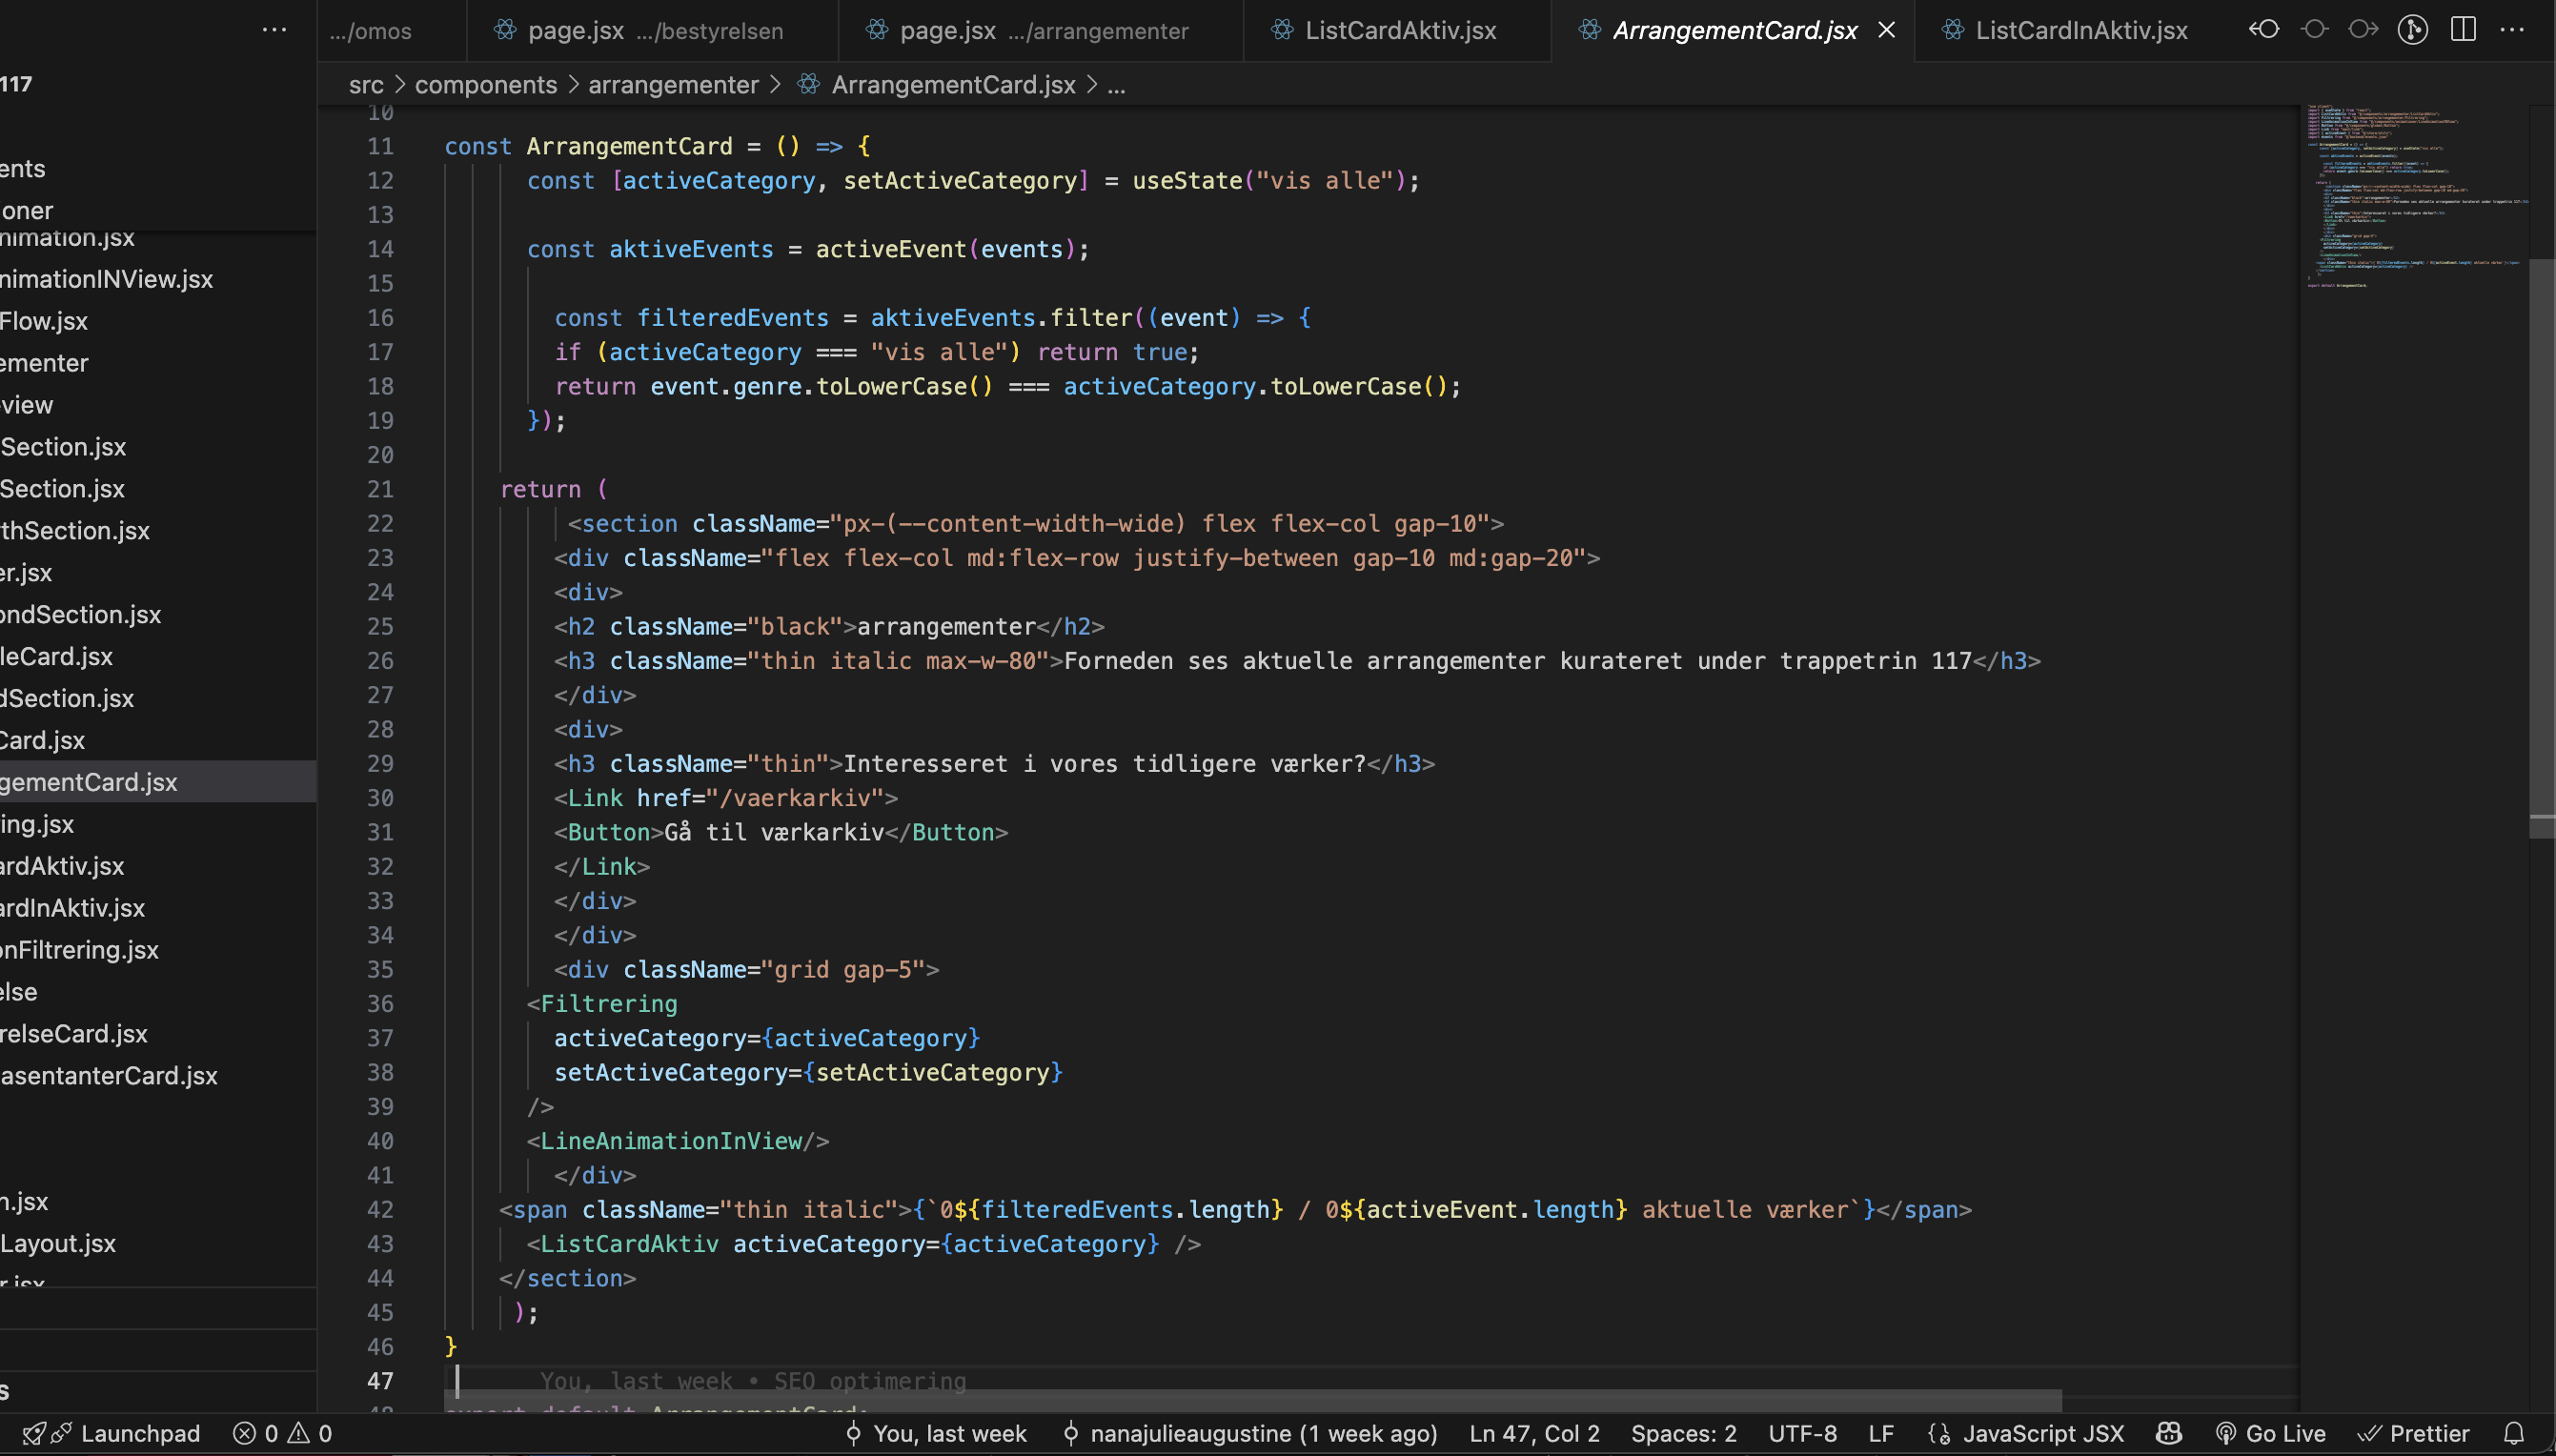 .../omos
page.jsx .../bestyrelsen
page.jsx .../arrangementer
ListCardAktiv.jsx
ArrangementCard.jsx
ListCardInAktiv.jsx
117
ents
oner
nimation.jsx
nimationINView.jsx
Flow.jsx
ementer
view
Section.jsx
Section.jsx
thSection.jsx
er.jsx
ondSection.jsx
leCard.jsx
dSection.jsx
Card.jsx
gementCard.jsx
ing.jsx
ardAktiv.jsx
ardInAktiv.jsx
onFiltrering.jsx
else
relseCard.jsx
asentanterCard.jsx
n.jsx
Layout.jsx
r.jsx
s
src > components > arrangementer > ArrangementCard.jsx > ...
10
11 const ArrangementCard = () => {
12 const [activeCategory, setActiveCategory] = useState("vis alle");
13
14 const aktiveEvents = activeEvent(events);
15
16 const filteredEvents = aktiveEvents.filter((event) => {
17 if (activeCategory === "vis alle") return true;
18 return event.genre.toLowerCase() === activeCategory.toLowerCase();
19 });
20
21 return (
22 <section className="px-(--content-width-wide) flex flex-col gap-10">
23 <div className="flex flex-col md:flex-row justify-between gap-10 md:gap-20">
24 <div>
25 <h2 className="black">arrangementer</h2>
26 <h3 className="thin italic max-w-80">Forneden ses aktuelle arrangementer kurateret under trappetrin 117</h3>
27 </div>
28 <div>
29 <h3 className="thin">Interesseret i vores tidligere værker?</h3>
30 <Link href="/vaerkarkiv">
31 <Button>Gå til værkarkiv</Button>
32 </Link>
33 </div>
34 </div>
35 <div className="grid gap-5">
36 <Filtrering
37 activeCategory={activeCategory}
38 setActiveCategory={setActiveCategory}
39 />
40 <LineAnimationInView/>
41 </div>
42 <span className="thin italic">{`0${filteredEvents.length} / 0${activeEvent.length} aktuelle værker`}</span>
43 <ListCardAktiv activeCategory={activeCategory} />
44 </section>
45 );
46 }
47 You, last week • SEO optimering
48 export default ArrangementCard;
Launchpad 0 0 You, last week nanajulieaugustine (1 week ago) Ln 47, Col 2 Spaces: 2 UTF-8 LF JavaScript JSX Go Live Prettier